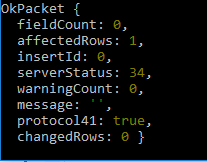 OkPacket {
  fieldCount: 0,
  affectedRows: 1,
  insertId: 0,
  serverStatus: 34,
  warningCount: 0,
  message: '',
  protocol41: true,
  changedRows: 0 }